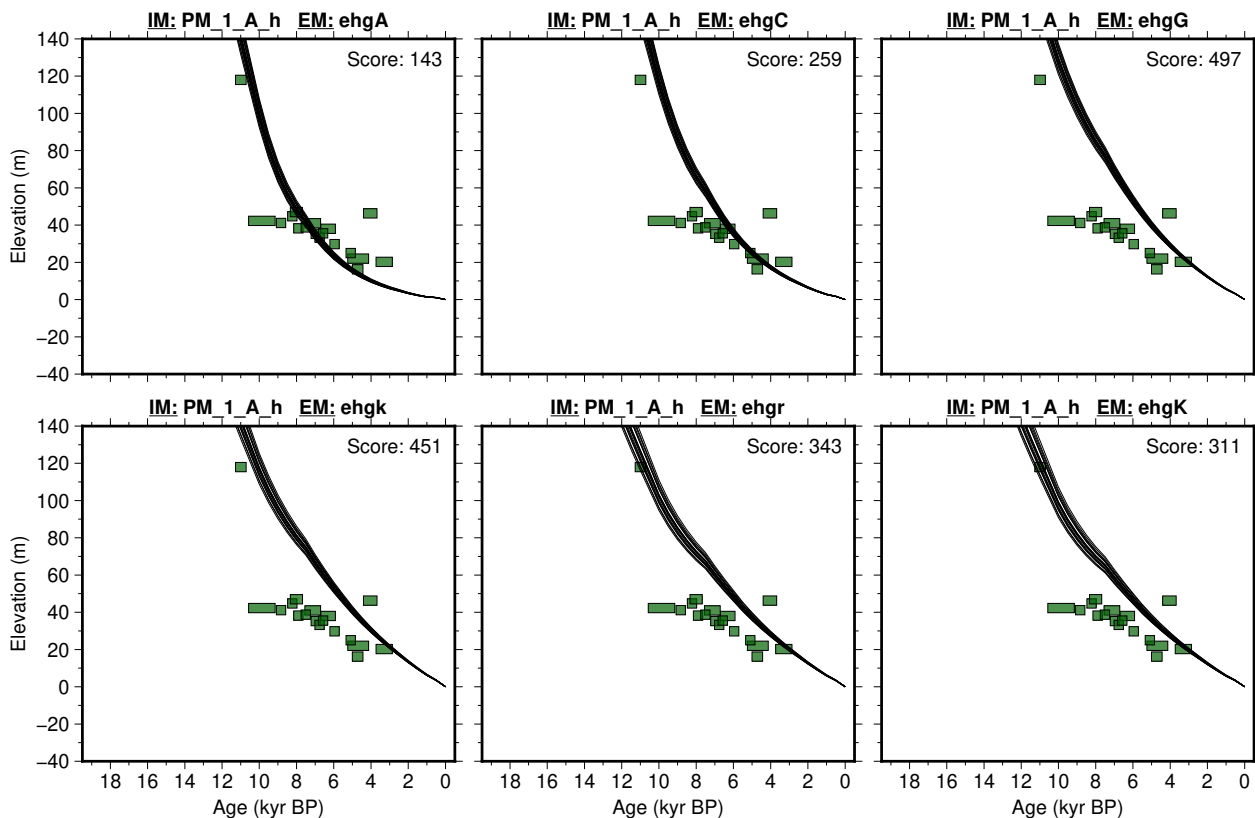 IM: PM_1_A_h EM: ehgA
IM: PM_1_A_h EM: ehgC
IM: PM_1_A_h EM: ehgG
140
120
100
80
60
40
20
0
−20
−40
Elevation (m)
Score: 143
Score: 259
Score: 497
IM: PM_1_A_h EM: ehgk
IM: PM_1_A_h EM: ehgr
IM: PM_1_A_h EM: ehgK
140
120
100
80
60
40
20
0
−20
−40
Elevation (m)
Score: 451
Score: 343
Score: 311
18 16 14 12 10 8 6 4 2 0
18 16 14 12 10 8 6 4 2 0
18 16 14 12 10 8 6 4 2 0
Age (kyr BP)
Age (kyr BP)
Age (kyr BP)